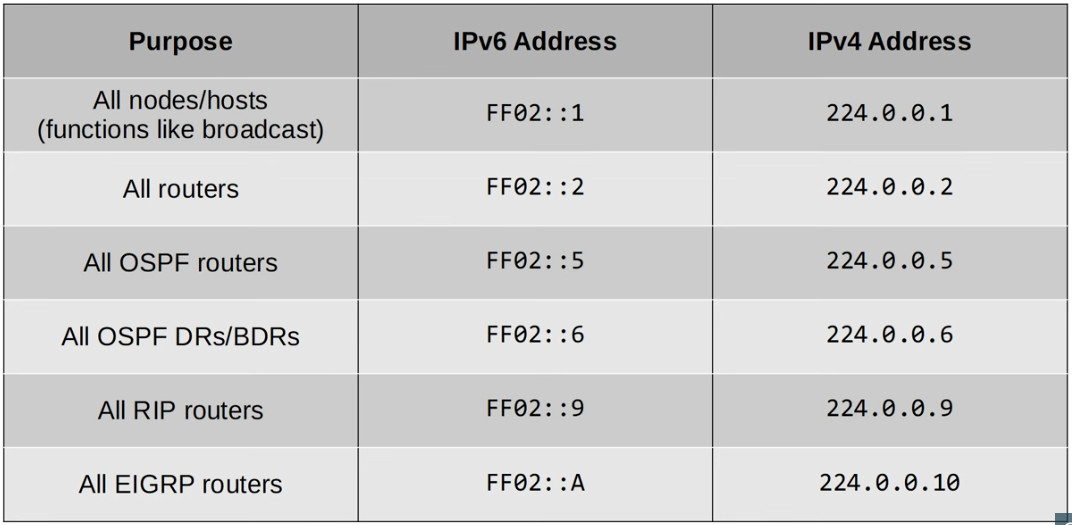 Purpose IPv6 Address IPv4 Address
All nodes/hosts
(functions like broadcast) FF02::1 224.0.0.1
All routers FF02::2 224.0.0.2
All OSPF routers FF02::5 224.0.0.5
All OSPF DRs/BDRs FF02::6 224.0.0.6
All RIP routers FF02::9 224.0.0.9
All EIGRP routers FF02::A 224.0.0.10